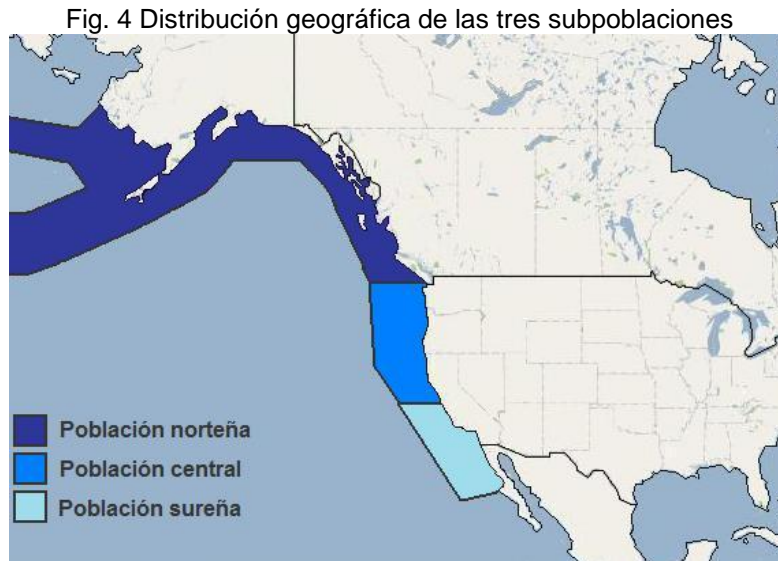 Fig. 4 Distribución geográfica de las tres subpoblaciones
Población norteña
Población central
Población sureña